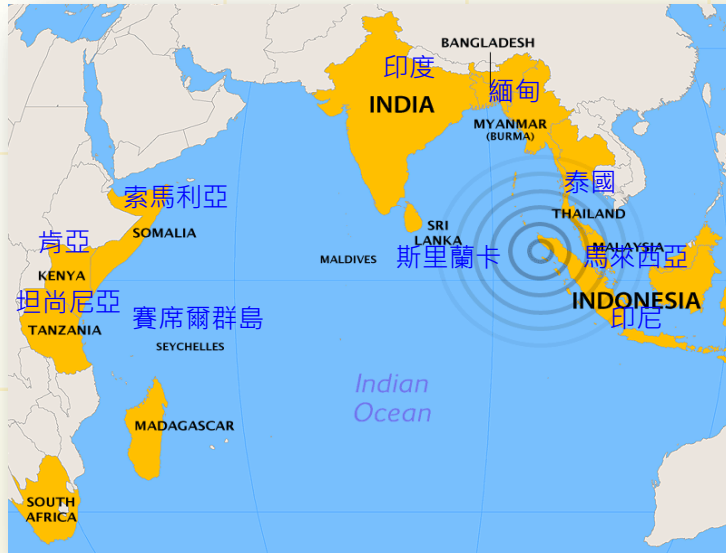 BANGLADESH
印度
INDIA
緬甸
MYANMAR
(BURMA)
泰國
THAILAND
索馬利亞
SOMALIA
SRI
LANKA
斯里蘭卡
MALDIVES
MALAYSIA
馬來西亞
肯亞
KENYA
坦尚尼亞
TANZANIA
賽席爾群島
SEYCHELLES
INDONESIA
印尼
Indian
Ocean
MADAGASCAR
SOUTH
AFRICA